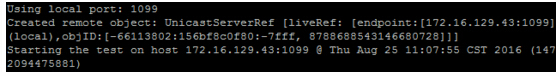 Using local port: 1099
Created remote object: UnicastServerRef [liveRef: [endpoint:[172.16.129.43:1099]
(local),objID:[-66113802:156bf8c0f80:-7fff, 8788688543146680728]]]
Starting the test on host 172.16.129.43:1099 @ Thu Aug 25 11:07:55 CST 2016 (147
2094475881)